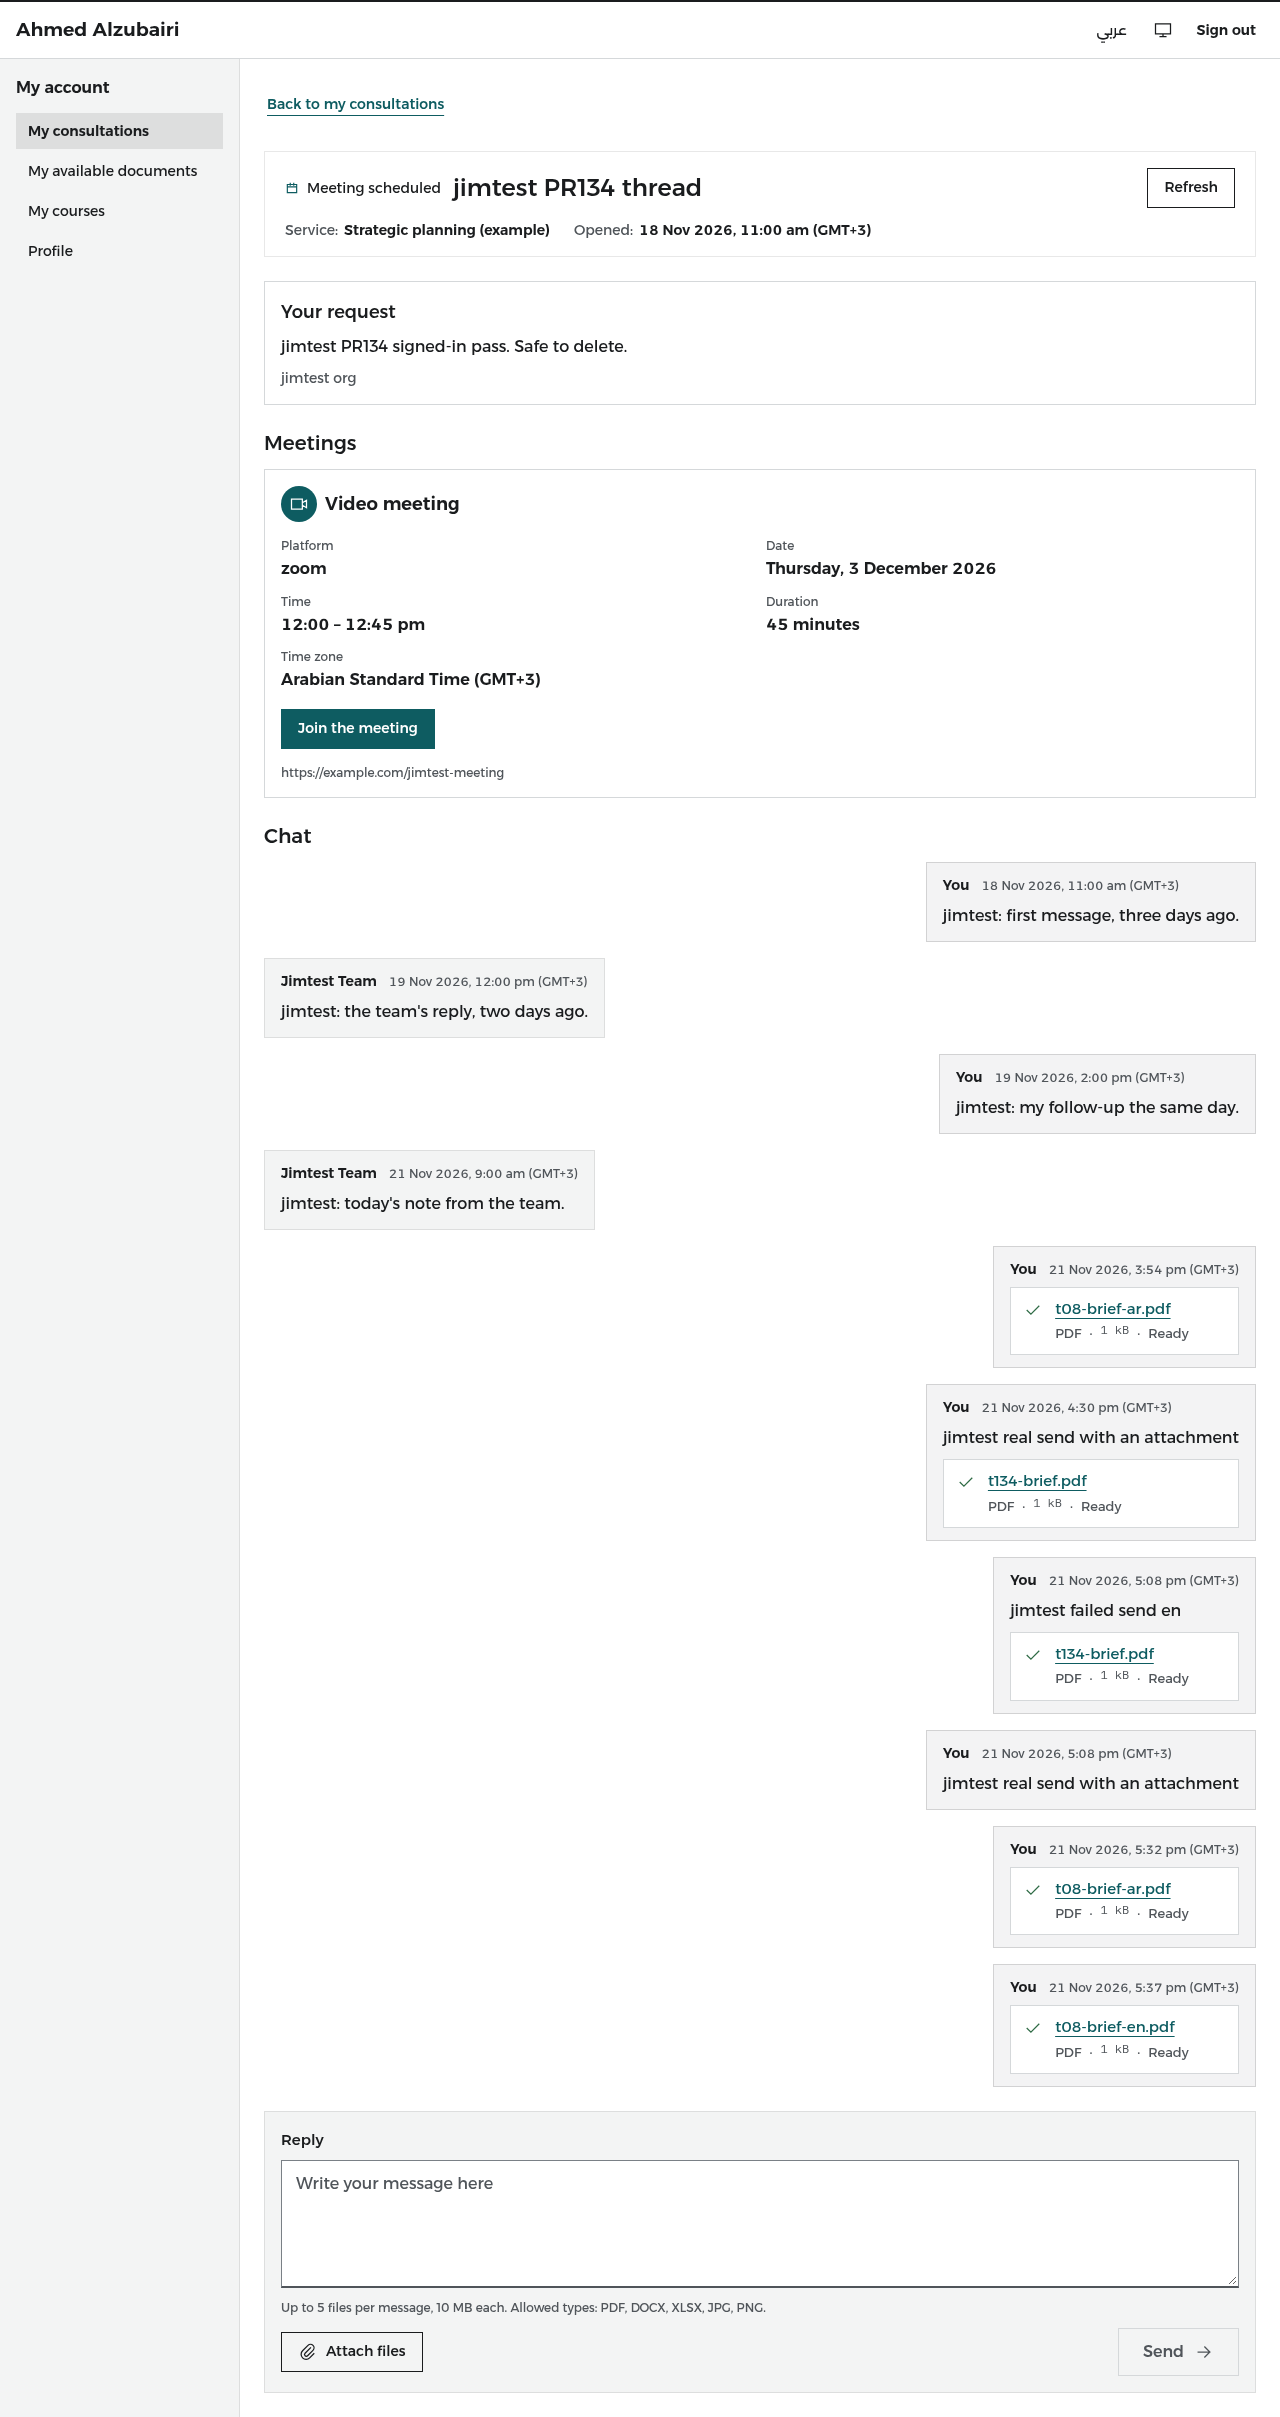 Ahmed Alzubairi
عربي
Sign out
My account
My consultations
My available documents
My courses
Profile
Back to my consultations
Meeting scheduled jimtest PR134 thread
Refresh
Service: Strategic planning (example) Opened: 18 Nov 2026, 11:00 am (GMT+3)
Your request
jimtest PR134 signed-in pass. Safe to delete.
jimtest org
Meetings
Video meeting
Platform
zoom
Date
Thursday, 3 December 2026
Time
12:00 – 12:45 pm
Duration
45 minutes
Time zone
Arabian Standard Time (GMT+3)
Join the meeting
https://example.com/jimtest-meeting
Chat
You 18 Nov 2026, 11:00 am (GMT+3)
jimtest: first message, three days ago.
Jimtest Team 19 Nov 2026, 12:00 pm (GMT+3)
jimtest: the team's reply, two days ago.
You 19 Nov 2026, 2:00 pm (GMT+3)
jimtest: my follow-up the same day.
Jimtest Team 21 Nov 2026, 9:00 am (GMT+3)
jimtest: today's note from the team.
You 21 Nov 2026, 3:54 pm (GMT+3)
t08-brief-ar.pdf
PDF · 1 kB · Ready
You 21 Nov 2026, 4:30 pm (GMT+3)
jimtest real send with an attachment
t134-brief.pdf
PDF · 1 kB · Ready
You 21 Nov 2026, 5:08 pm (GMT+3)
jimtest failed send en
t134-brief.pdf
PDF · 1 kB · Ready
You 21 Nov 2026, 5:08 pm (GMT+3)
jimtest real send with an attachment
You 21 Nov 2026, 5:32 pm (GMT+3)
t08-brief-ar.pdf
PDF · 1 kB · Ready
You 21 Nov 2026, 5:37 pm (GMT+3)
t08-brief-en.pdf
PDF · 1 kB · Ready
Reply
Write your message here
Up to 5 files per message, 10 MB each. Allowed types: PDF, DOCX, XLSX, JPG, PNG.
Attach files
Send